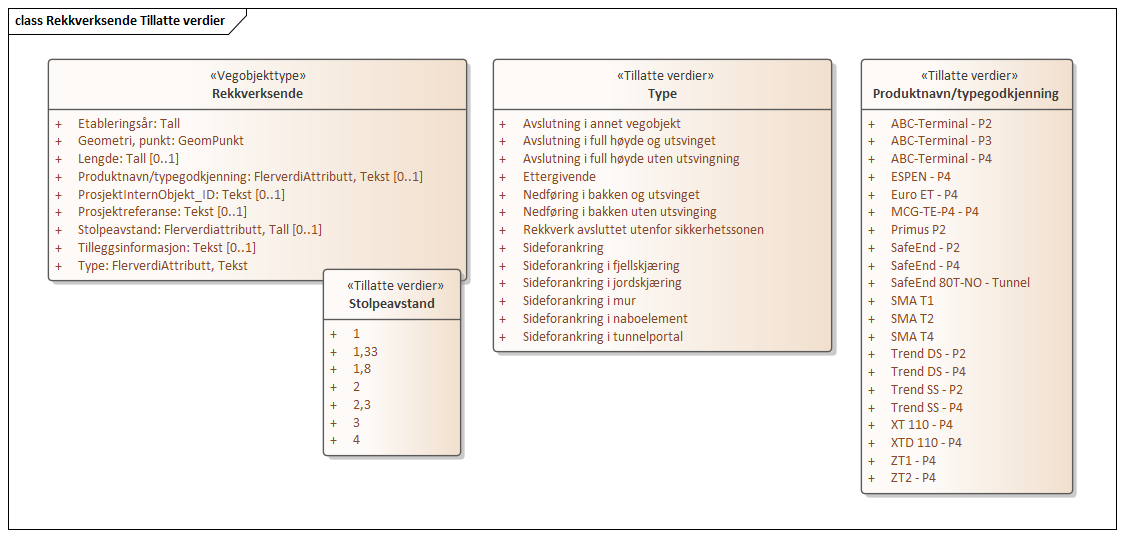 class Rekkverksende Tillatte verdier
«Vegobjekttype»
Rekkverksende
+ Etableringsår: Tall
+ Geometri, punkt: GeomPunkt
+ Lengde: Tall [0..1]
+ Produktnavn/typegodkjenning: FlerverdiAttributt, Tekst [0..1]
+ ProsjektInternObjekt_ID: Tekst [0..1]
+ Prosjektreferanse: Tekst [0..1]
+ Stolpeavstand: Flerverdiattributt, Tall [0..1]
+ Tilleggsinformasjon: Tekst [0..1]
+ Type: FlerverdiAttributt, Tekst
«Tillatte verdier»
Stolpeavstand
+ 1
+ 1,33
+ 1,8
+ 2
+ 2,3
+ 3
+ 4
«Tillatte verdier»
Type
+ Avslutning i annet vegobjekt
+ Avslutning i full høyde og utsvinget
+ Avslutning i full høyde uten utsvingning
+ Ettergivende
+ Nedføring i bakken og utsvinget
+ Nedføring i bakken uten utsvinging
+ Rekkverk avsluttet utenfor sikkerhetssonen
+ Sideforankring
+ Sideforankring i fjellskjæring
+ Sideforankring i jordskjæring
+ Sideforankring i mur
+ Sideforankring i naboelement
+ Sideforankring i tunnelportal
«Tillatte verdier»
Produktnavn/typegodkjenning
+ ABC-Terminal - P2
+ ABC-Terminal - P3
+ ABC-Terminal - P4
+ ESPEN - P4
+ Euro ET - P4
+ MCG-TE-P4 - P4
+ Primus P2
+ SafeEnd - P2
+ SafeEnd - P4
+ SafeEnd 80T-NO - Tunnel
+ SMA T1
+ SMA T2
+ SMA T4
+ Trend DS - P2
+ Trend DS - P4
+ Trend SS - P2
+ Trend SS - P4
+ XT 110 - P4
+ XTD 110 - P4
+ ZT1 - P4
+ ZT2 - P4